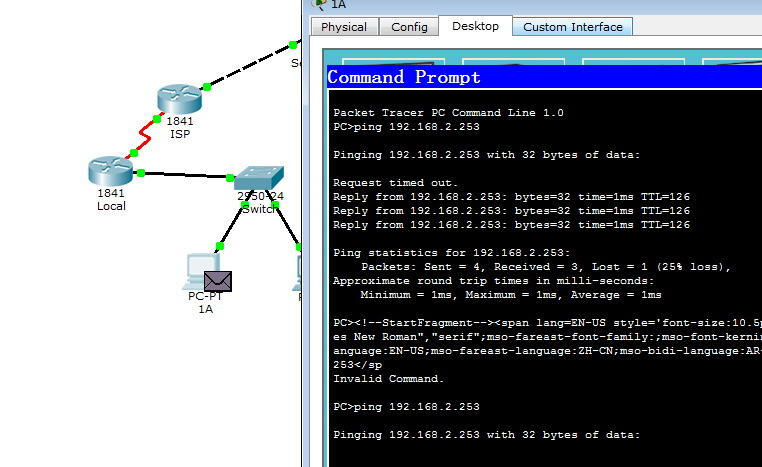 1A
Physical
Config
Desktop
Custom Interface
Command Prompt
Packet Tracer PC Command Line 1.0
PC>ping 192.168.2.253
Pinging 192.168.2.253 with 32 bytes of data:
Request timed out.
Reply from 192.168.2.253: bytes=32 time=1ms TTL=126
Reply from 192.168.2.253: bytes=32 time=1ms TTL=126
Reply from 192.168.2.253: bytes=32 time=1ms TTL=126
Ping statistics for 192.168.2.253:
Packets: Sent = 4, Received = 3, Lost = 1 (25% loss),
Approximate round trip times in milli-seconds:
Minimum = 1ms, Maximum = 1ms, Average = 1ms
PC><!--StartFragment--><span lang=EN-US style='font-size:10.5p
es New Roman","serif";mso-fareast-font-family:;mso-font-kernin
anguage:EN-US;mso-fareast-language:ZH-CN;mso-bidi-language:AR-
253</sp
Invalid Command.
PC>ping 192.168.2.253
Pinging 192.168.2.253 with 32 bytes of data:
1841
ISP
1841
Local
2950-24
Switch
PC-PT
1A